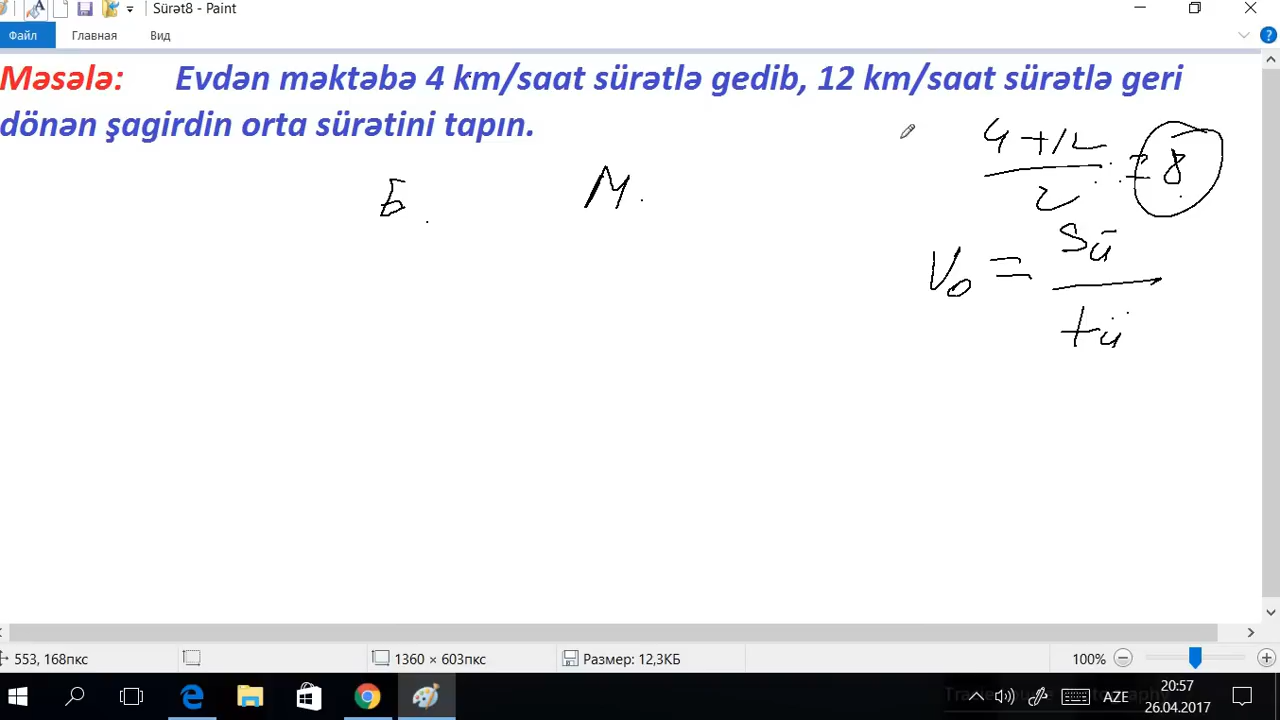 Sürət8 - Paint
Файл Главная Вид
Məsələ: Evdən məktəbə 4 km/saat sürətlə gedib, 12 km/saat sürətlə geri
dönən şagirdin orta sürətini tapın.
4+12
2
= 8
M
Sü
V₀ =
tü
553, 168пкс 1360 × 603пкс Размер: 12,3КБ 100%
20:57
AZE
26.04.2017